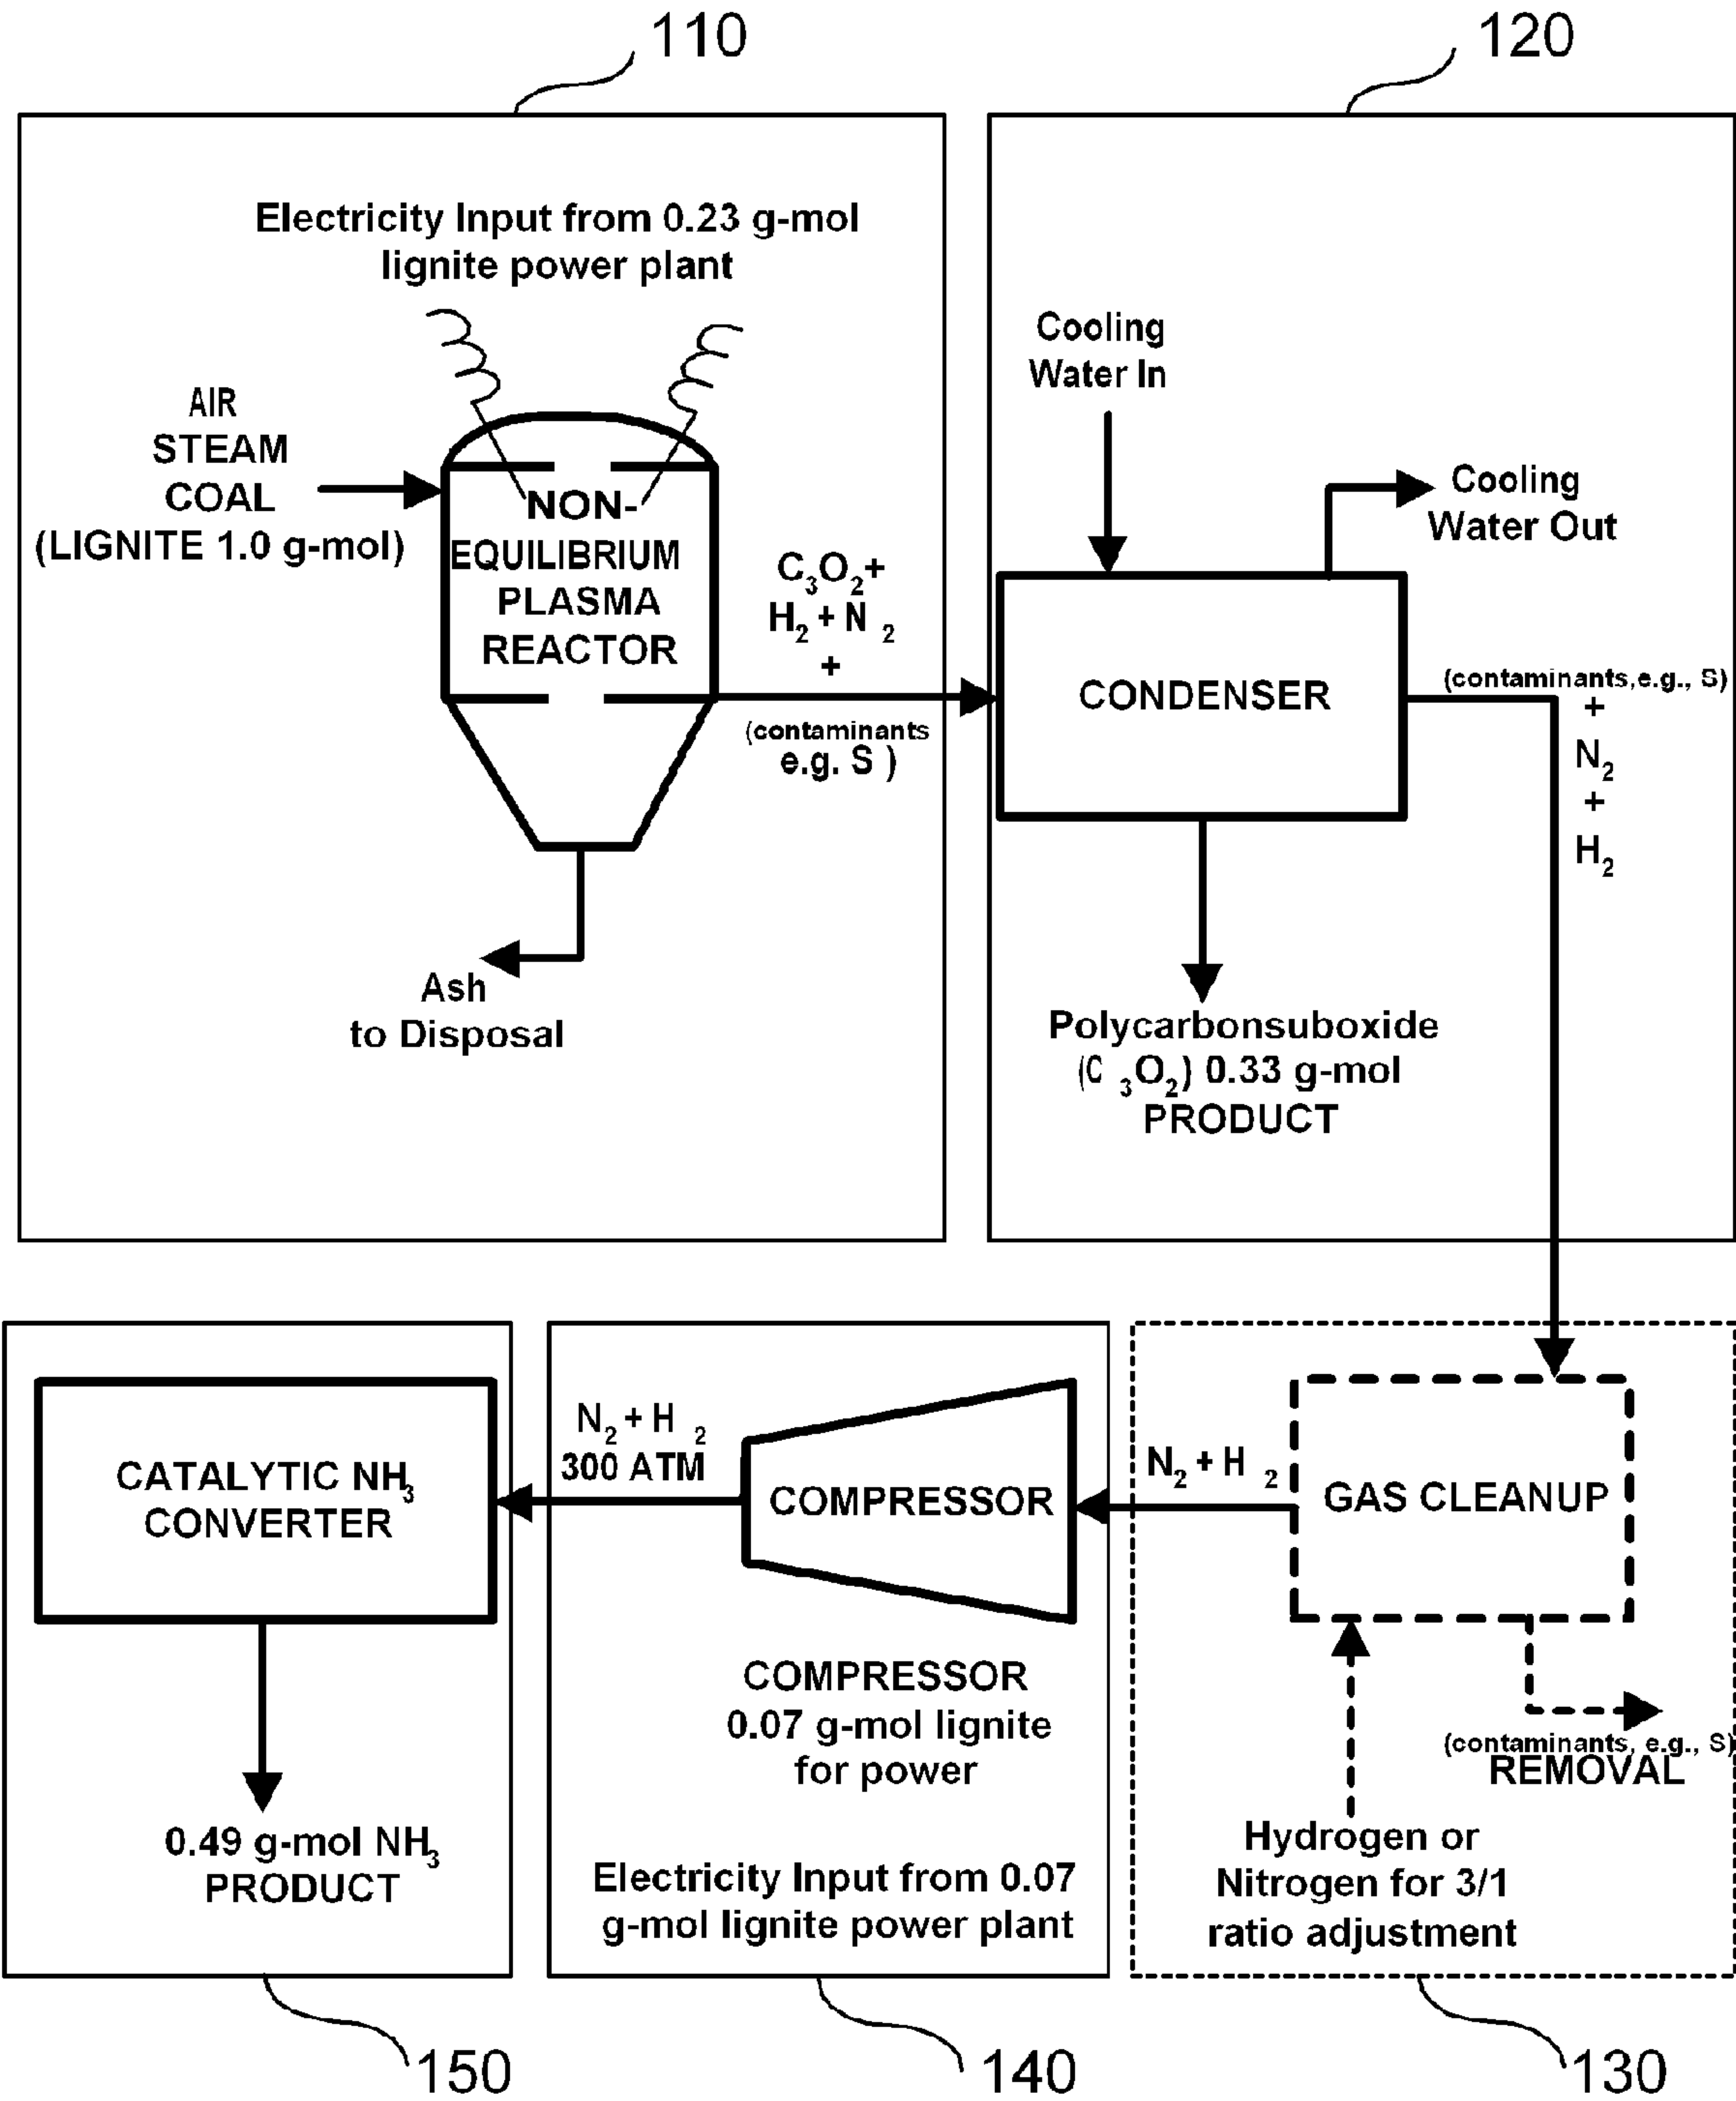 110
120
Electricity Input from 0.23 g-mol
lignite power plant
AIR
STEAM
COAL
(LIGNITE 1.0 g-mol)
NON-
EQUILIBRIUM
PLASMA
REACTOR
C₃O₂+
H₂ + N₂
+
(contaminants
e.g. S )
Ash
to Disposal
Cooling
Water In
Cooling
Water Out
CONDENSER
(contaminants,e.g., S)
+
N₂
+
H₂
Polycarbonsuboxide
(C₃O₂) 0.33 g-mol
PRODUCT
CATALYTIC NH₃
CONVERTER
0.49 g-mol NH₃
PRODUCT
N₂ + H₂
300 ATM
COMPRESSOR
COMPRESSOR
0.07 g-mol lignite
for power
Electricity Input from 0.07
g-mol lignite power plant
N₂ + H₂
GAS CLEANUP
(contaminants, e.g., S)
REMOVAL
Hydrogen or
Nitrogen for 3/1
ratio adjustment
150
140
130